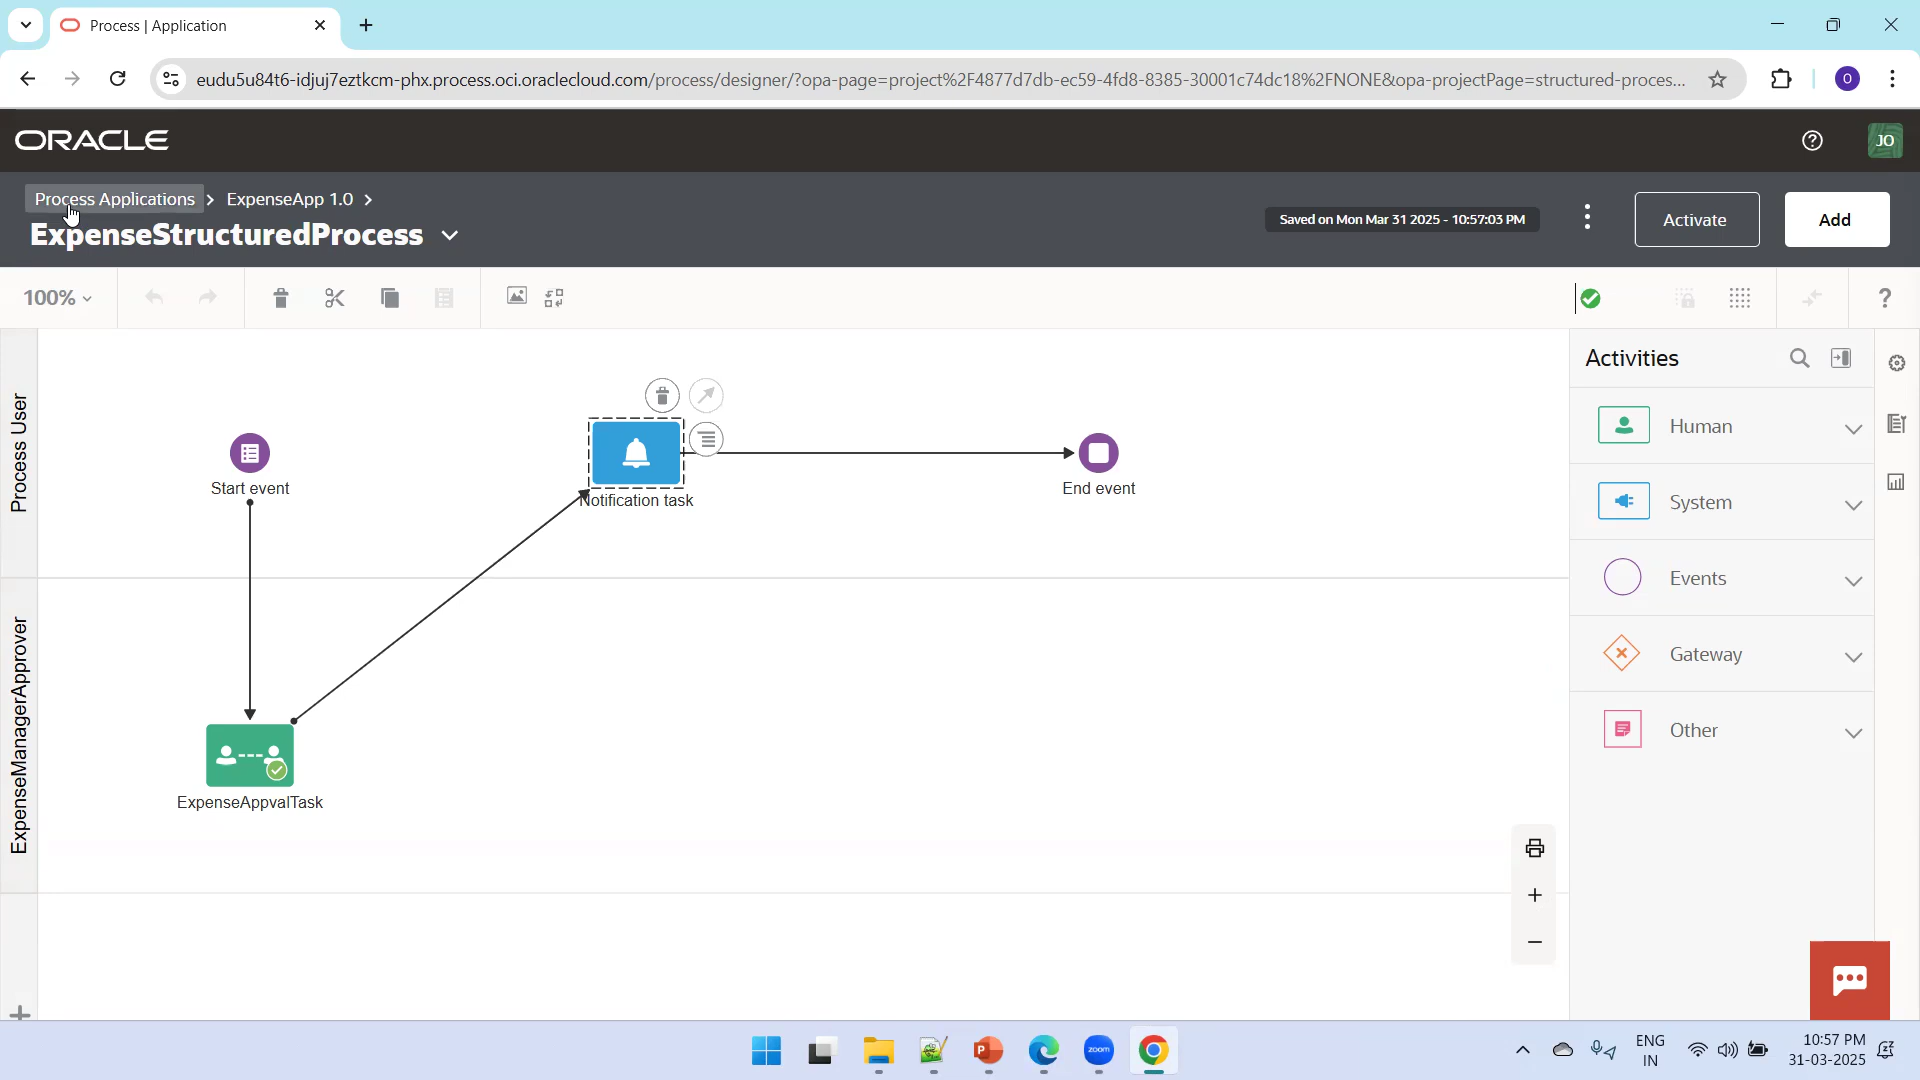 Process | Application
eudu5u84t6-idjuj7eztkcm-phx.process.oci.oraclecloud.com/process/designer/?opa-page=project%2F4877d7db-ec59-4fd8-8385-30001c74dc18%2FNONE&opa-projectPage=structured-proces...
O
ORACLE
JO
Process Applications > ExpenseApp 1.0 >
ExpenseStructuredProcess
Saved on Mon Mar 31 2025 - 10:57:03 PM
Activate
Add
100%
?
Process User
Start event
Notification task
End event
ExpenseManagerApprover
ExpenseAppvalTask
Activities
Human
System
Events
Gateway
Other
zoom
ENG
IN
10:57 PM
31-03-2025